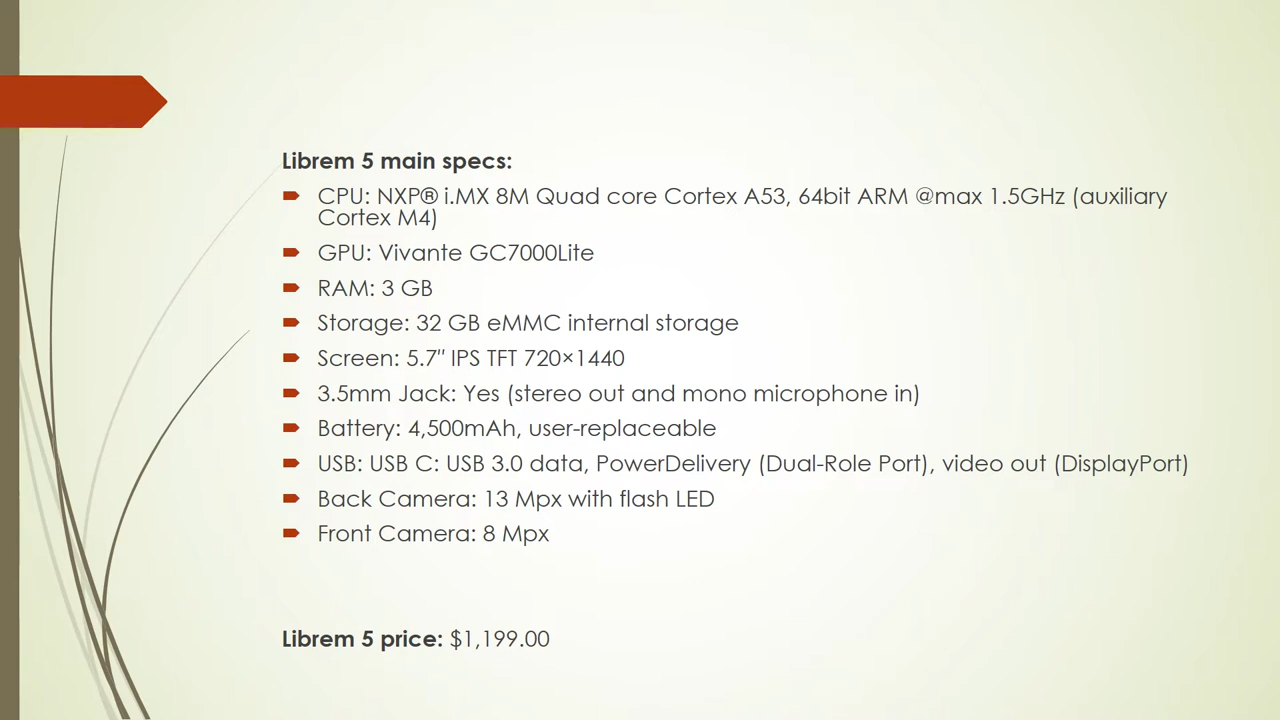 Librem 5 main specs:
CPU: NXP® i.MX 8M Quad core Cortex A53, 64bit ARM @max 1.5GHz (auxiliary
Cortex M4)
GPU: Vivante GC7000Lite
RAM: 3 GB
Storage: 32 GB eMMC internal storage
Screen: 5.7″ IPS TFT 720×1440
3.5mm Jack: Yes (stereo out and mono microphone in)
Battery: 4,500mAh, user-replaceable
USB: USB C: USB 3.0 data, PowerDelivery (Dual-Role Port), video out (DisplayPort)
Back Camera: 13 Mpx with flash LED
Front Camera: 8 Mpx
Librem 5 price: $1,199.00